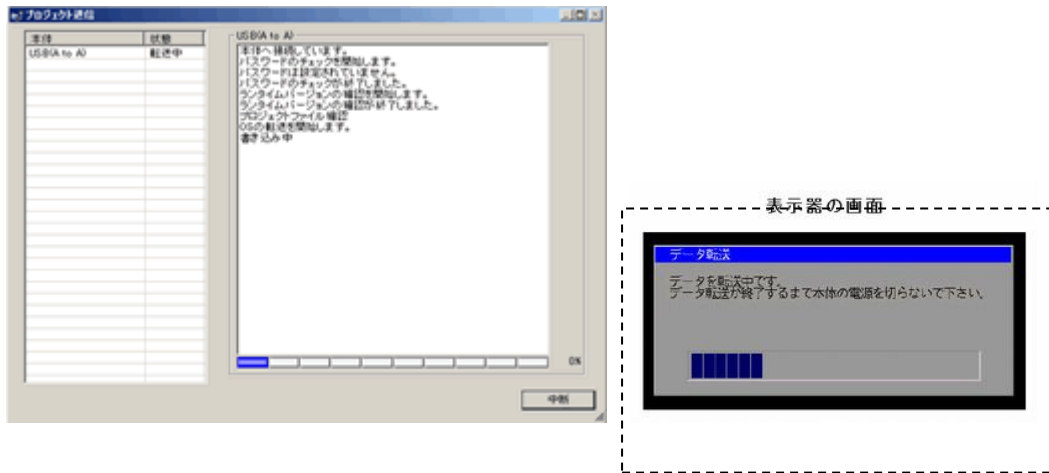 プロジェクト送信
本体 状態
USB(A to A) 転送中
USB(A to A)
本体へ接続しています。
パスワードのチェックを開始します。
パスワードは設定されていません。
パスワードのチェックが終了しました。
ランタイムバージョンの確認を開始します。
ランタイムバージョンの確認が終了しました。
プロジェクトファイル確認
OSの転送を開始します。
書き込み中
0%
中断
表示器の画面
データ転送
データを転送中です。
データ転送が終了するまで本体の電源を切らないで下さい。